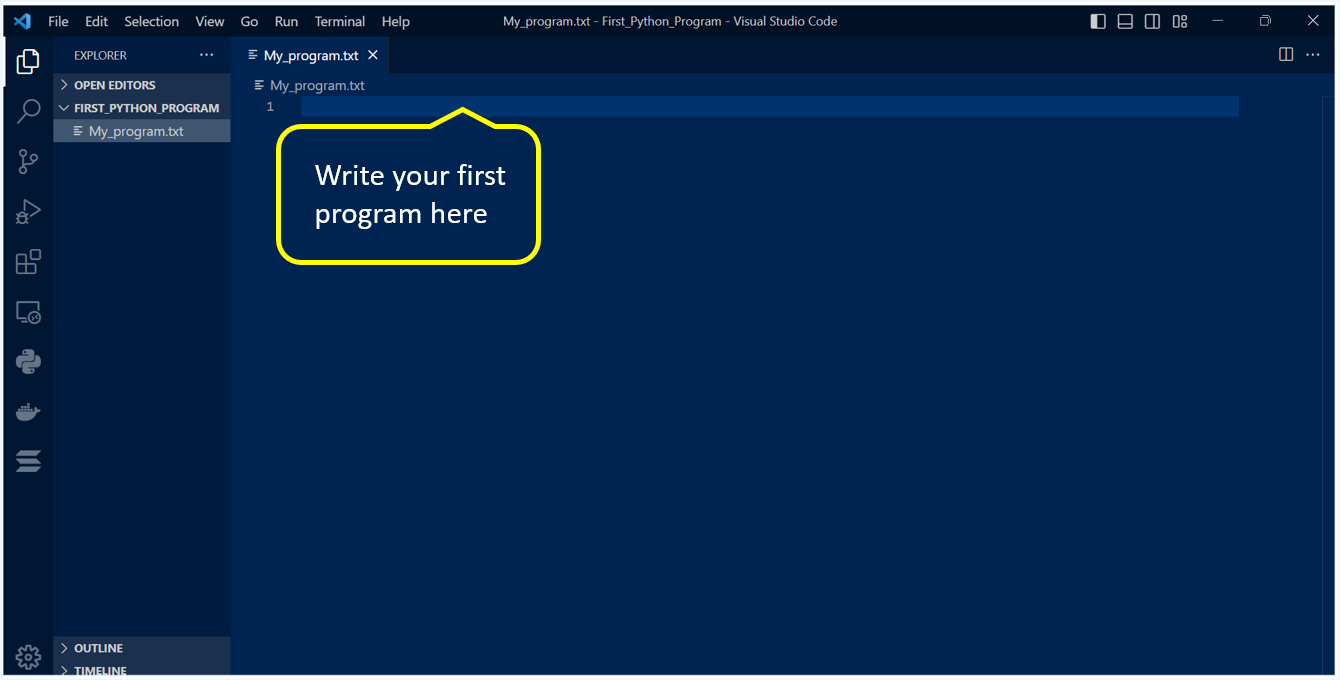 File Edit Selection View Go Run Terminal Help
My_program.txt - First_Python_Program - Visual Studio Code
EXPLORER
My_program.txt
OPEN EDITORS
FIRST_PYTHON_PROGRAM
My_program.txt
My_program.txt
1
Write your first
program here
OUTLINE
TIMELINE